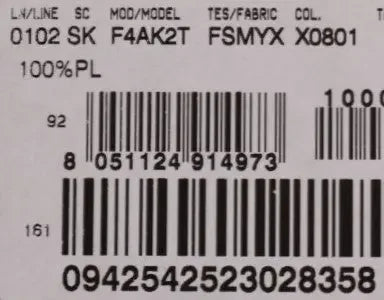 LN/LINE SC MOD/MODEL TES/FABRIC COL. T
0102 SK F4AK2T FSMYX X0801
100%PL
100
92
8 051124 914973
161
0942542523028358